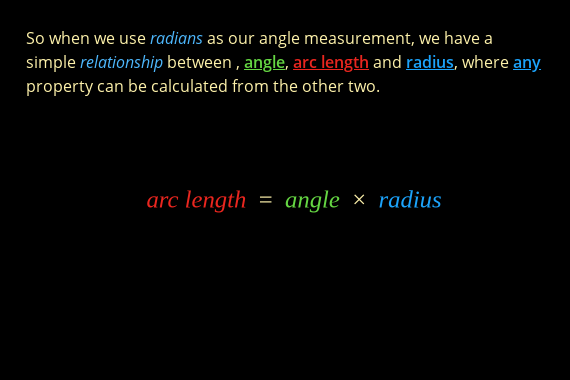 So when we use radians as our angle measurement, we have a
simple relationship between , angle, arc length and radius, where any
property can be calculated from the other two.
arc length = angle × radius